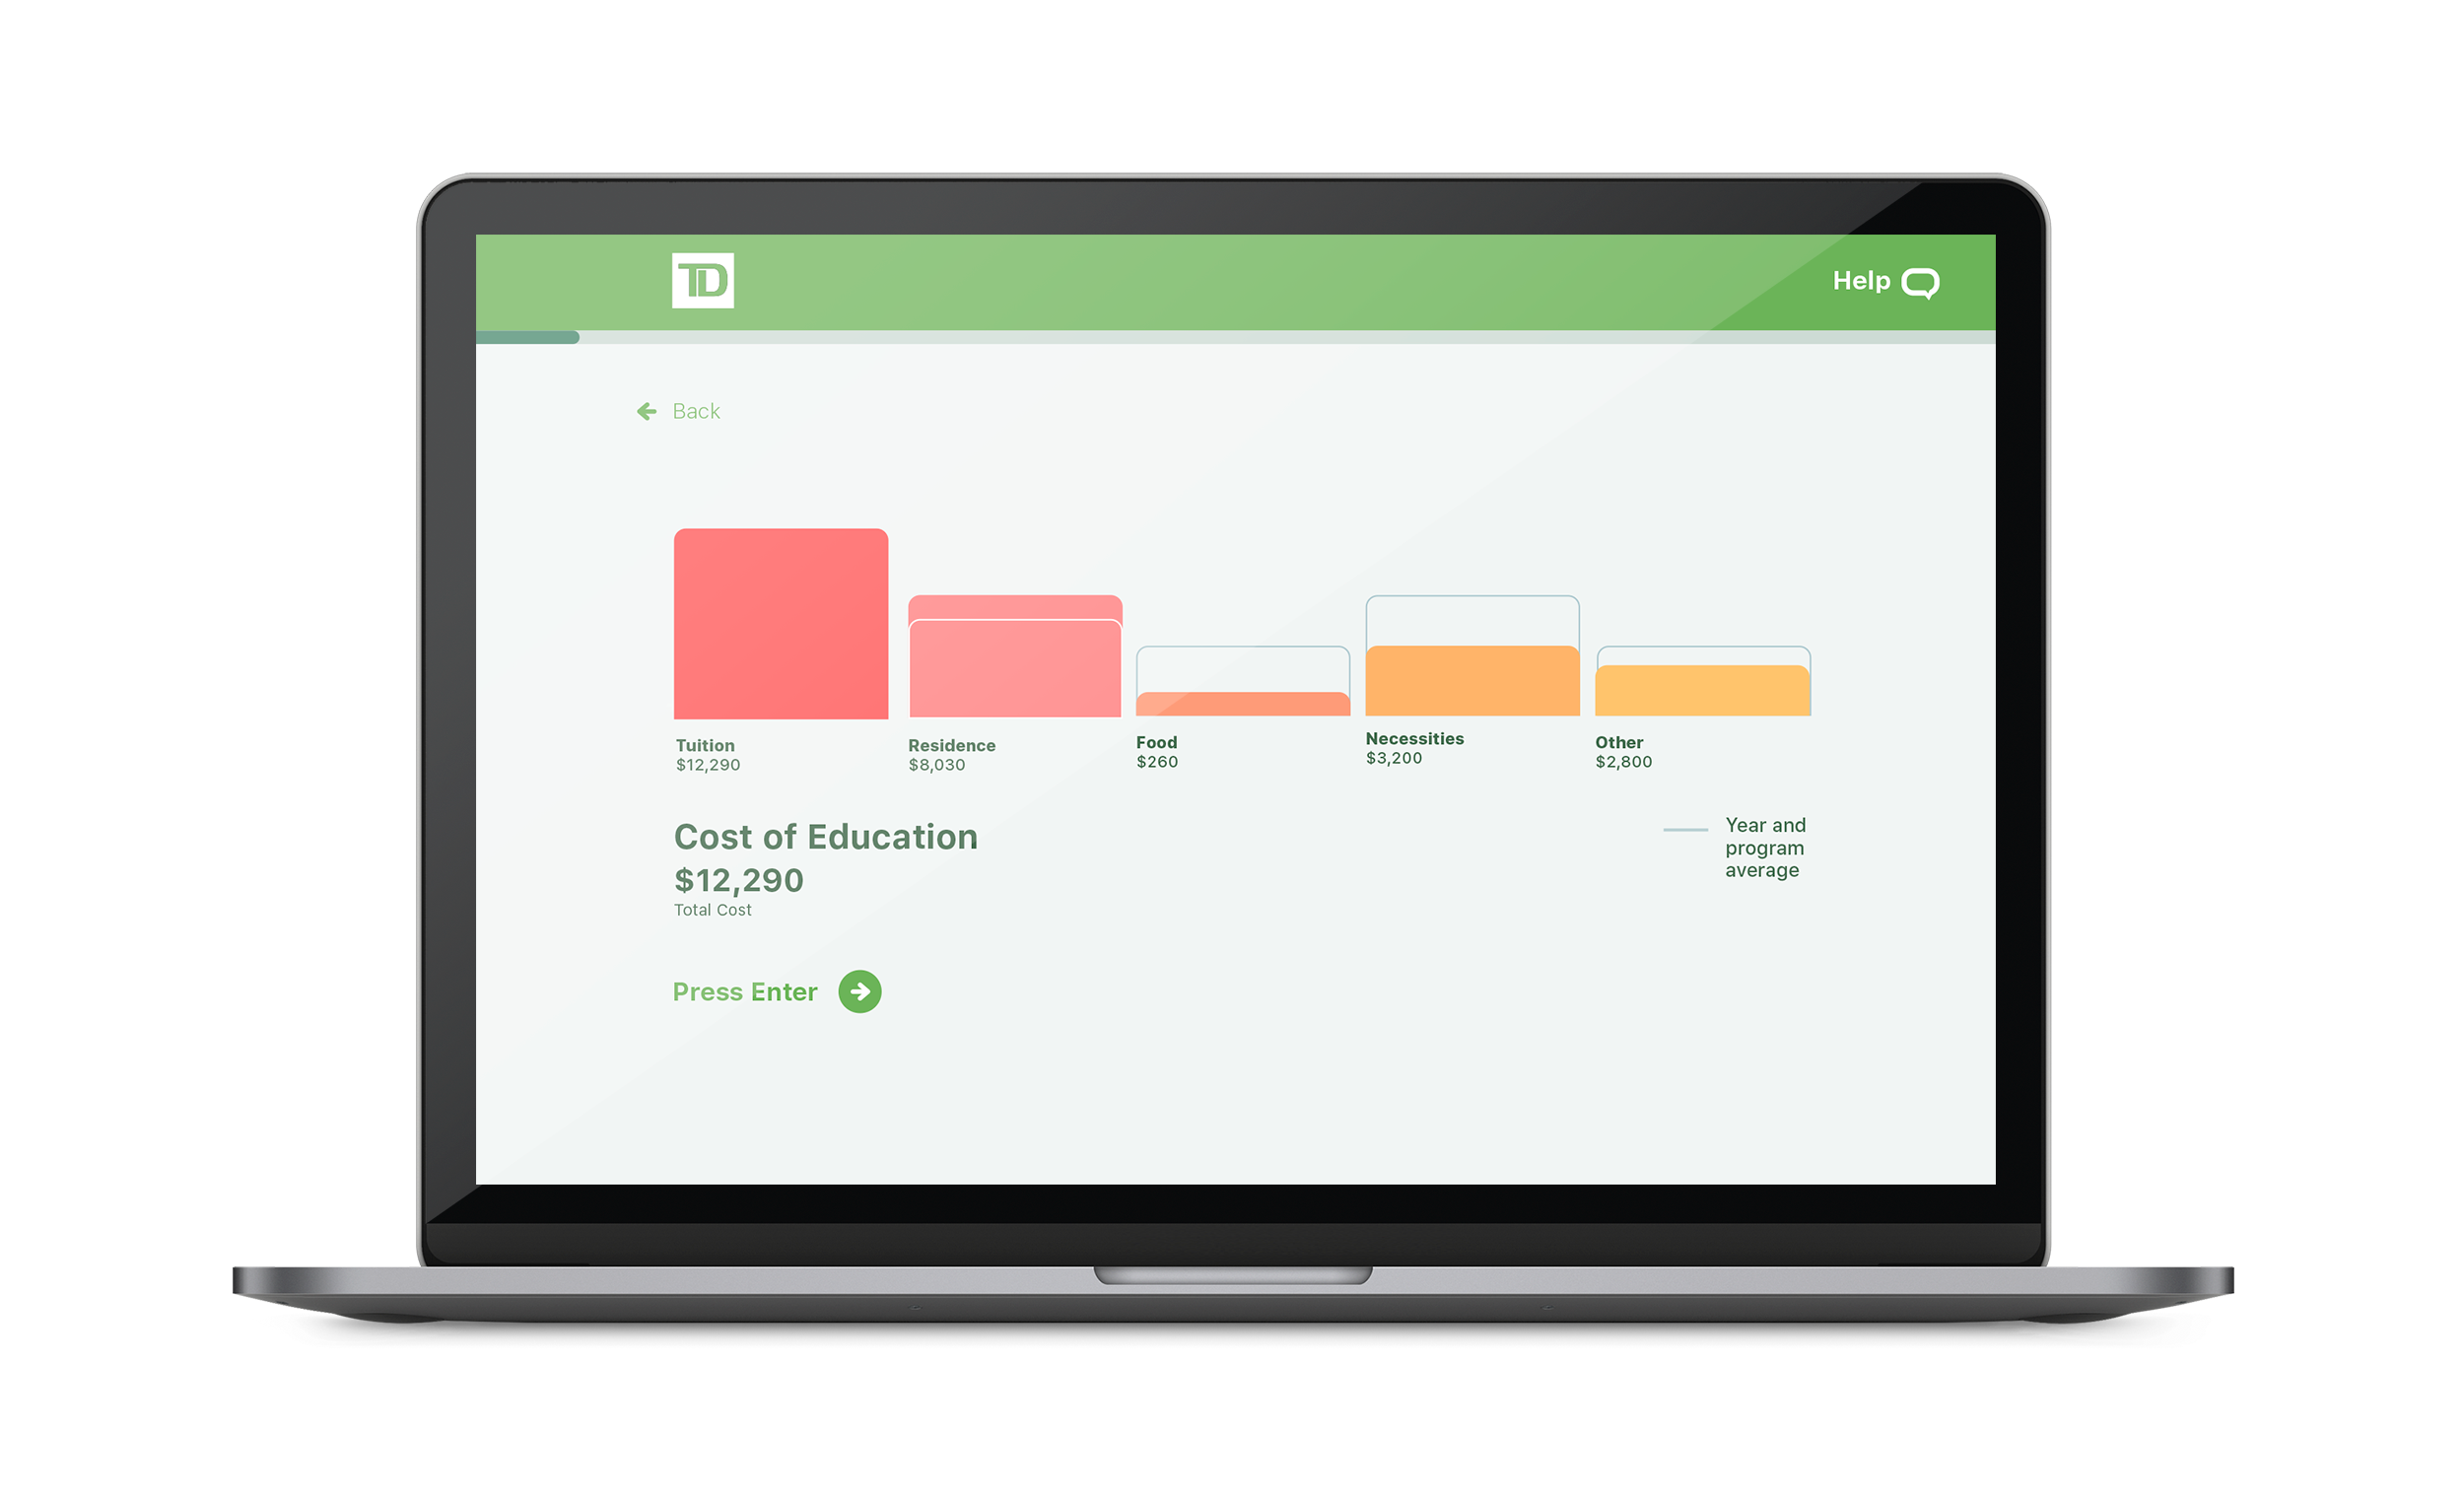 TD
Help
Back
Tuition
$12,290
Residence
$8,030
Food
$260
Necessities
$3,200
Other
$2,800
Cost of Education
$12,290
Total Cost
Year and
program
average
Press Enter